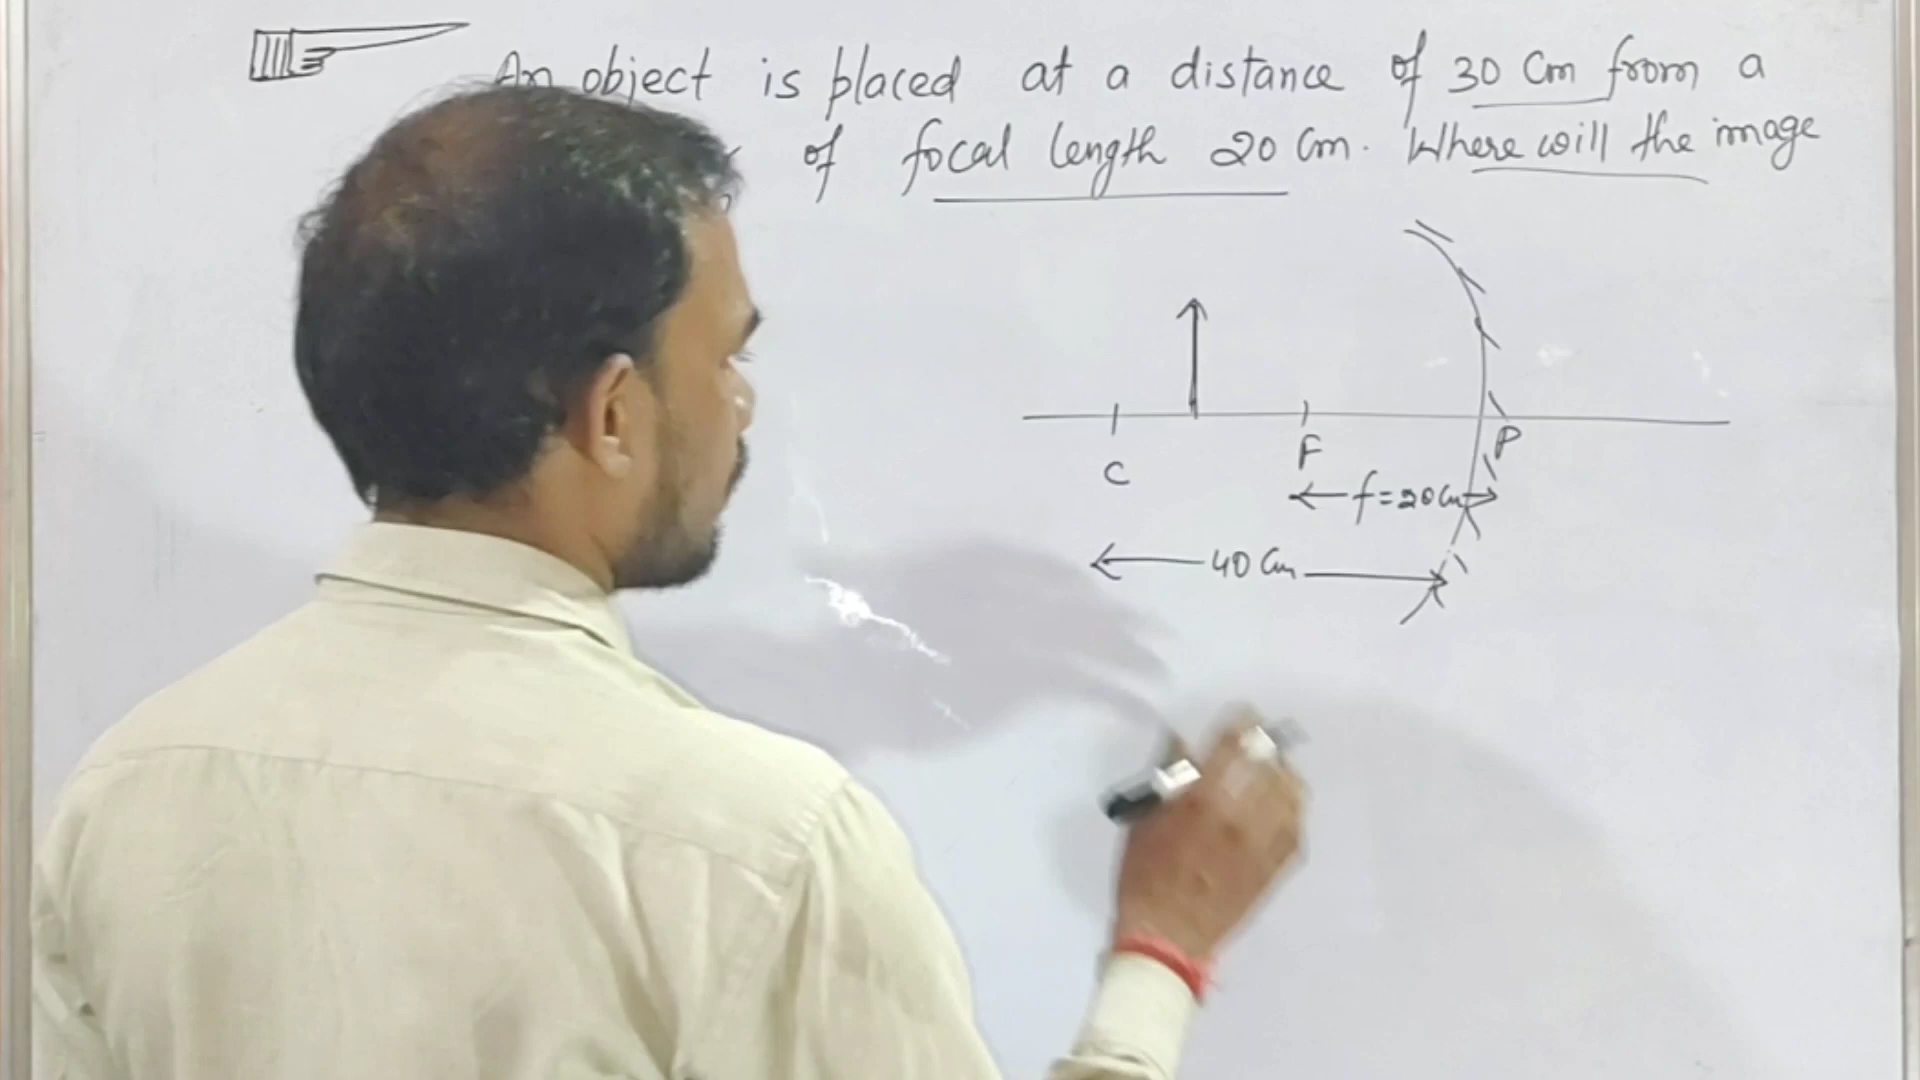 An object is placed at a distance of 30 Cm from a
of focal length 20 Cm. Where will the image
C
F
P
f=20Cm
40 Cm